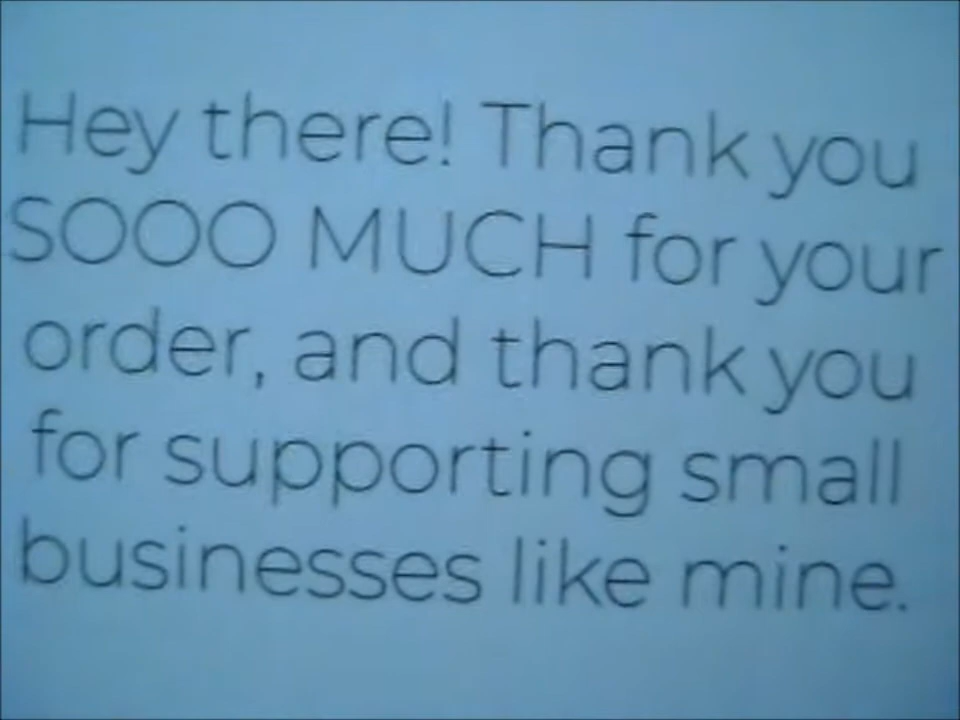 Hey there! Thank you
SOOO MUCH for your
order, and thank you
for supporting small
businesses like mine.